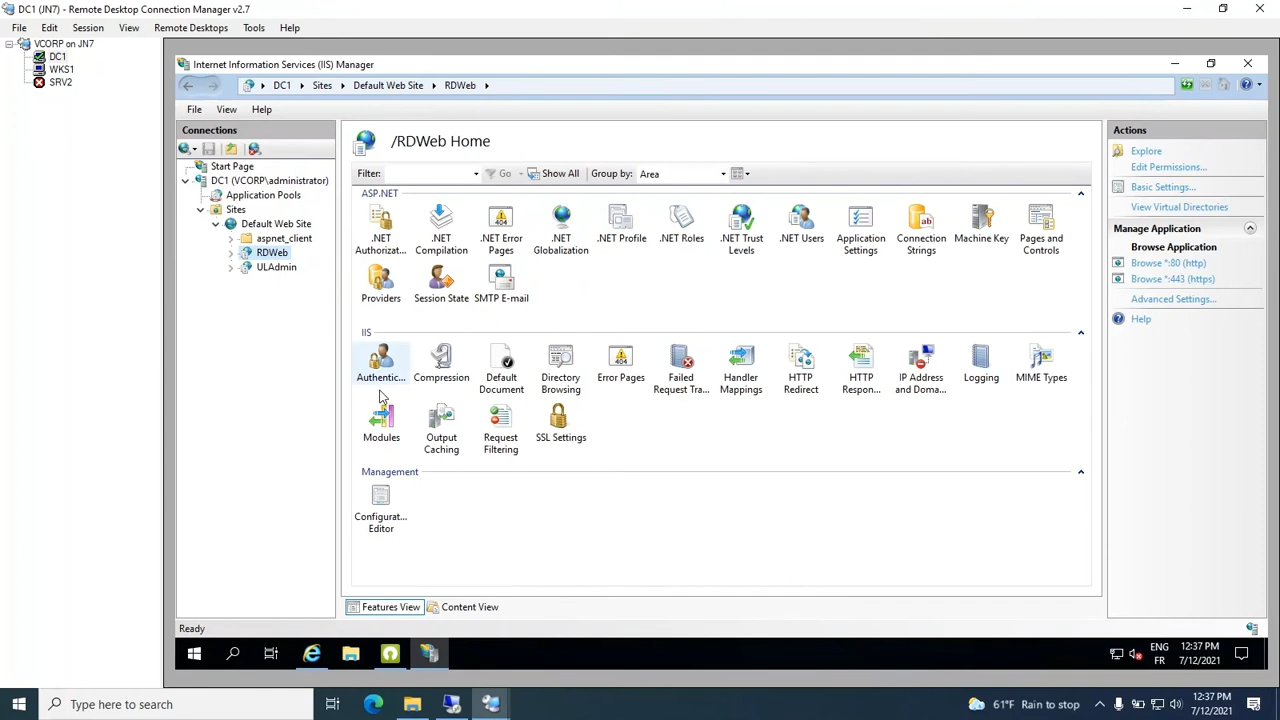 DC1 (JN7) - Remote Desktop Connection Manager v2.7
File Edit Session View Remote Desktops Tools Help
VCORP on JN7
DC1
WKS1
SRV2
Internet Information Services (IIS) Manager
DC1 Sites Default Web Site RDWeb
File View Help
Connections
Start Page
DC1 (VCORP\administrator)
Application Pools
Sites
Default Web Site
aspnet_client
RDWeb
ULAdmin
/RDWeb Home
Filter: Go Show All Group by: Area
ASP.NET
.NET Authorizat...
.NET Compilation
.NET Error Pages
.NET Globalization
.NET Profile
.NET Roles
.NET Trust Levels
.NET Users
Application Settings
Connection Strings
Machine Key
Pages and Controls
Providers
Session State
SMTP E-mail
IIS
Authentic...
Compression
Default Document
Directory Browsing
Error Pages
Failed Request Tra...
Handler Mappings
HTTP Redirect
HTTP Respon...
IP Address and Doma...
Logging
MIME Types
Modules
Output Caching
Request Filtering
SSL Settings
Management
Configurat... Editor
Features View Content View
Actions
Explore
Edit Permissions...
Basic Settings...
View Virtual Directories
Manage Application
Browse Application
Browse *:80 (http)
Browse *:443 (https)
Advanced Settings...
Help
Ready
ENG
FR
12:37 PM
7/12/2021
Type here to search
61°F Rain to stop
12:37 PM
7/12/2021